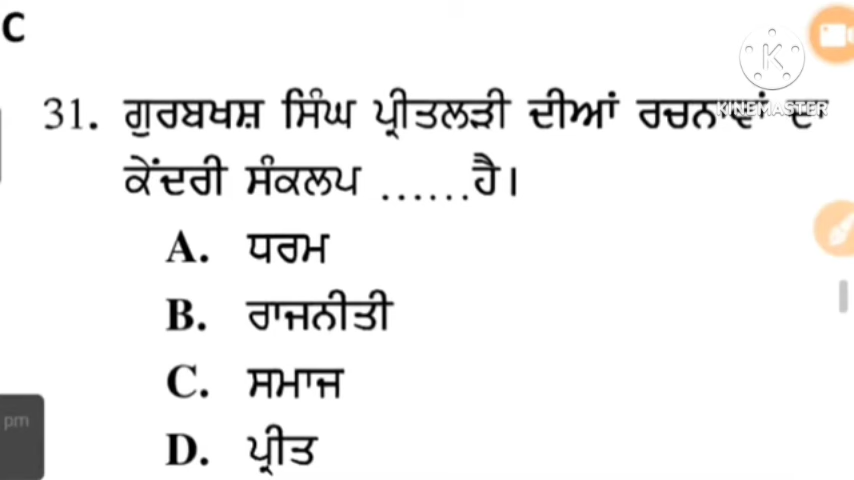 C
31. ਗੁਰਬਖਸ਼ ਸਿੰਘ ਪ੍ਰੀਤਲੜੀ ਦੀਆਂ ਰਚਨਾਵਾਂ ਦਾ
KINEMASTER
ਕੇਂਦਰੀ ਸੰਕਲਪ ......ਹੈ।
A. ਧਰਮ
B. ਰਾਜਨੀਤੀ
C. ਸਮਾਜ
D. ਪ੍ਰੀਤ
pm